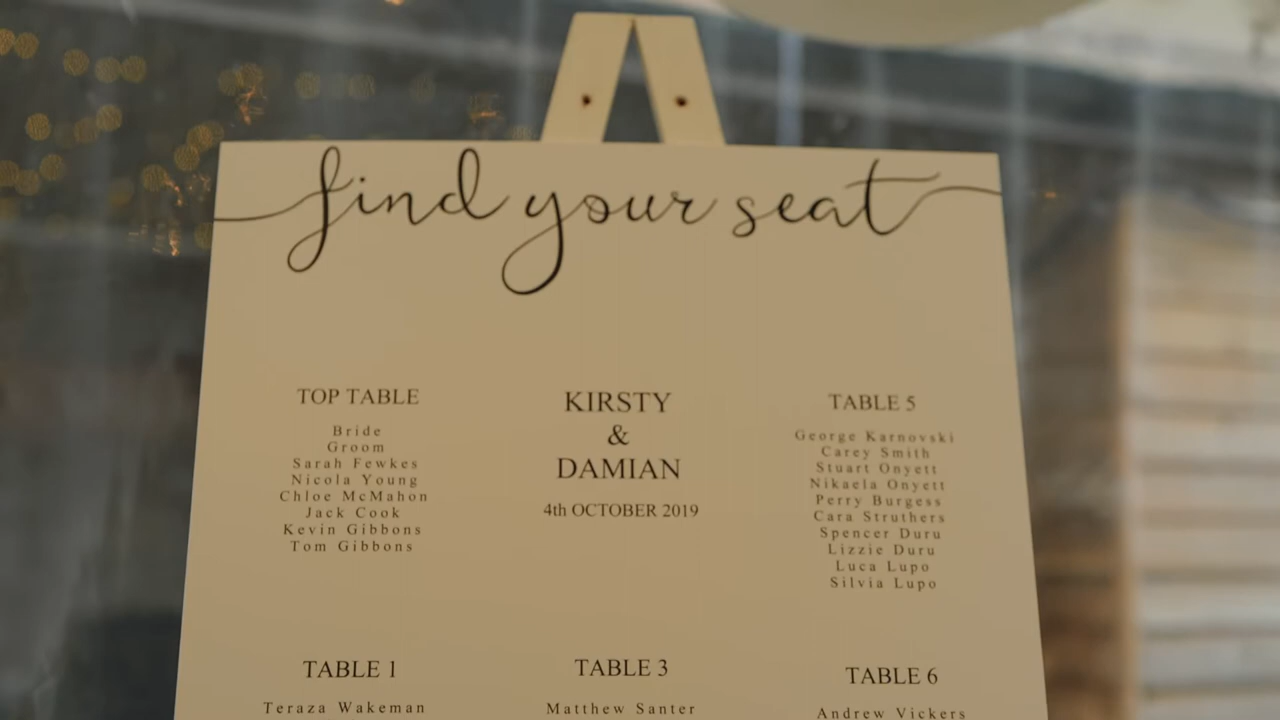 find your seat
TOP TABLE
Bride
Groom
Sarah Fewkes
Nicola Young
Chloe McMahon
Jack Cook
Kevin Gibbons
Tom Gibbons
KIRSTY
&
DAMIAN
4th OCTOBER 2019
TABLE 5
George Karnovski
Carey Smith
Stuart Onyett
Nikaela Onyett
Perry Burgess
Cara Struthers
Spencer Duru
Lizzie Duru
Luca Lupo
Silvia Lupo
TABLE 1
Teraza Wakeman
TABLE 3
Matthew Santer
TABLE 6
Andrew Vickers